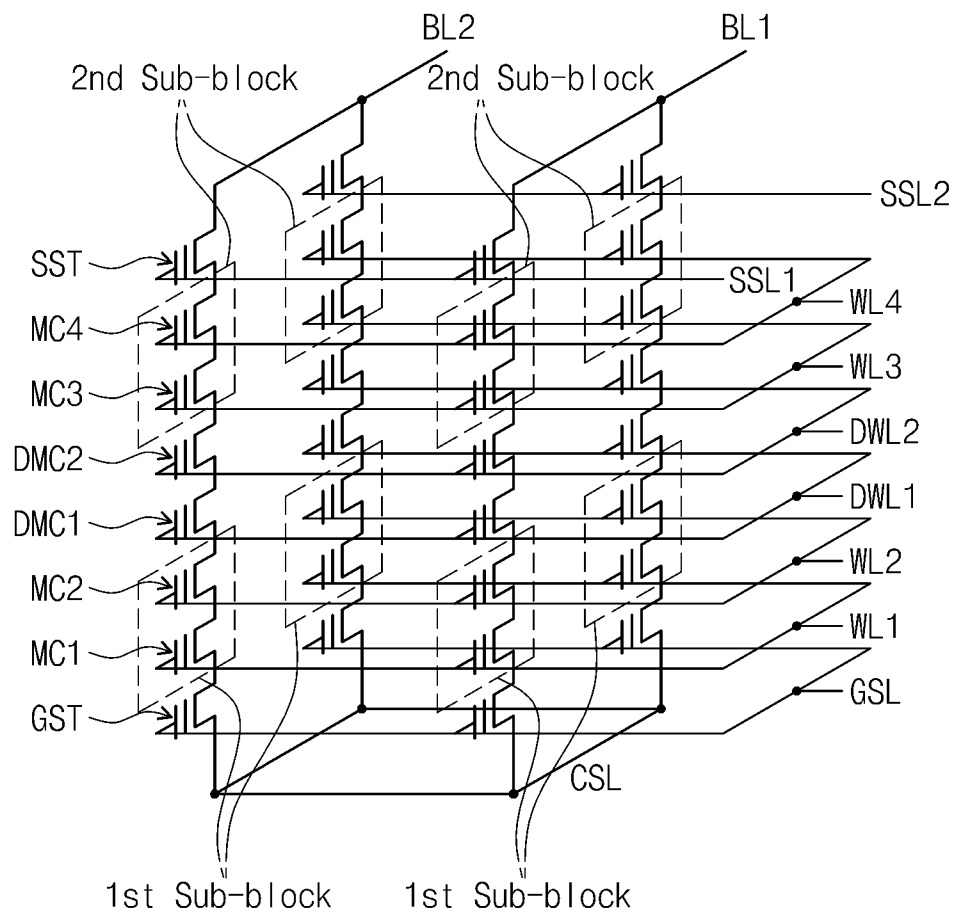 BL2
BL1
2nd Sub-block
2nd Sub-block
SSL2
SST
SSL1
WL4
MC4
WL3
MC3
DWL2
DMC2
DWL1
DMC1
WL2
MC2
WL1
MC1
GSL
GST
CSL
1st Sub-block
1st Sub-block